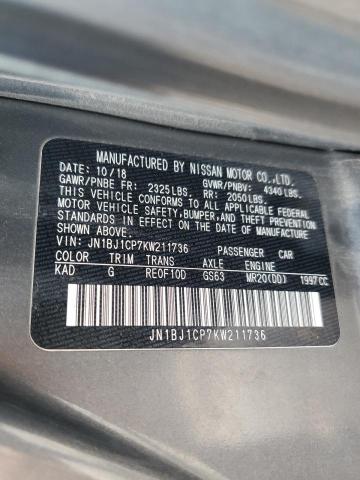 MANUFACTURED BY NISSAN MOTOR CO.,LTD.
DATE: 10/18 GVWR/PNBV: 4340 LBS.
GAWR/PNBE FR: 2325LBS. RR: 2050LBS.
THIS VEHICLE CONFORMS TO ALL APPLICABLE FEDERAL
MOTOR VEHICLE SAFETY,BUMPER,AND THEFT PREVENTION
STANDARDS IN EFFECT ON THE DATE OF MANUFACTURE
SHOWN ABOVE.
VIN: JN1BJ1CP7KW211736 PASSENGER CAR
COLOR TRIM TRANS AXLE ENGINE
KAD G RE0F10D GS63 MR20(DD) 1997CC
JN1BJ1CP7KW211736